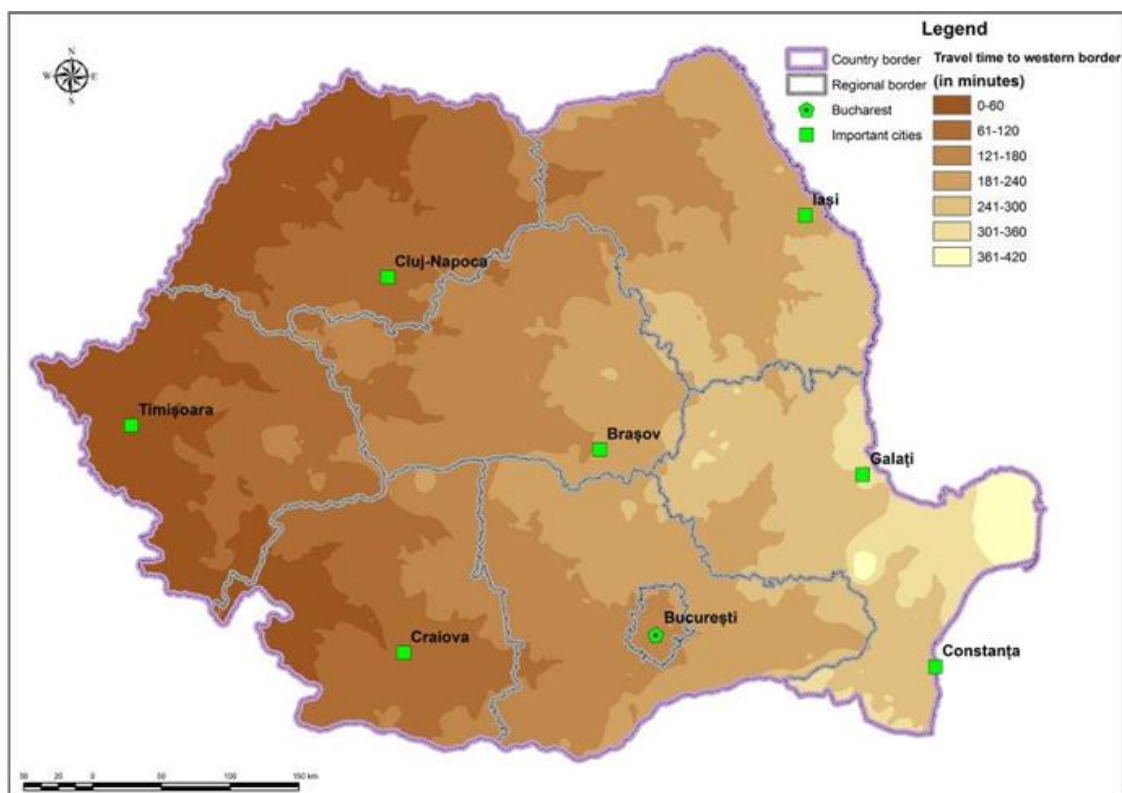 Legend
Country border
Regional border
Bucharest
Important cities
Travel time to western border
(in minutes)
0-60
61-120
121-180
181-240
241-300
301-360
361-420
N
W
E
S
Iași
Cluj-Napoca
Timișoara
Brașov
Galați
București
Craiova
Constanța
50 25 0 50 100 150 km